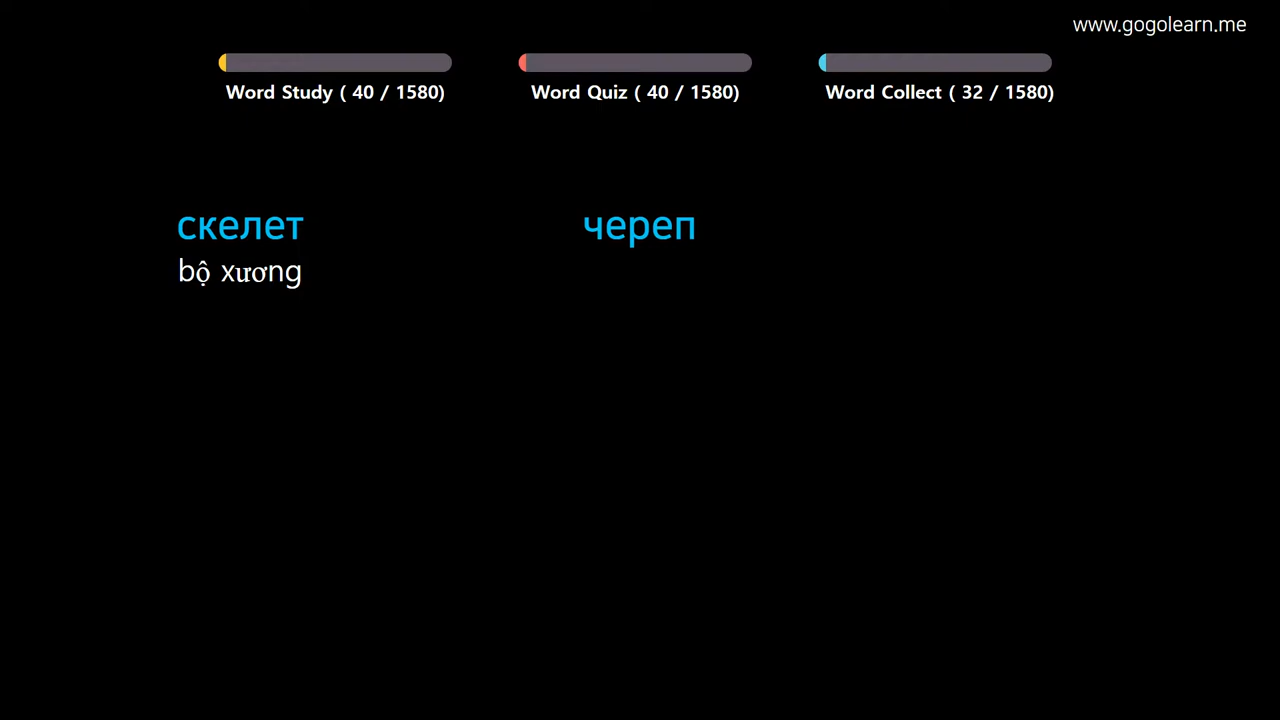 www.gogolearn.me
Word Study ( 40 / 1580)
Word Quiz ( 40 / 1580)
Word Collect ( 32 / 1580)
скелет
bộ xương
череп